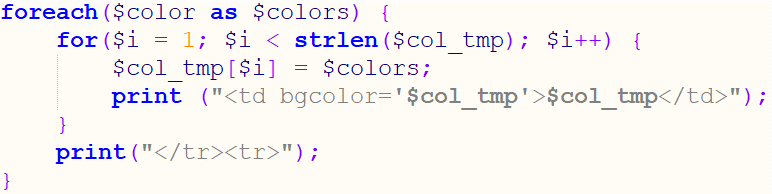 foreach($color as $colors) {
    for($i = 1; $i < strlen($col_tmp); $i++) {
        $col_tmp[$i] = $colors;
        print ("<td bgcolor='$col_tmp'>$col_tmp</td>");
    }
    print("</tr><tr>");
}